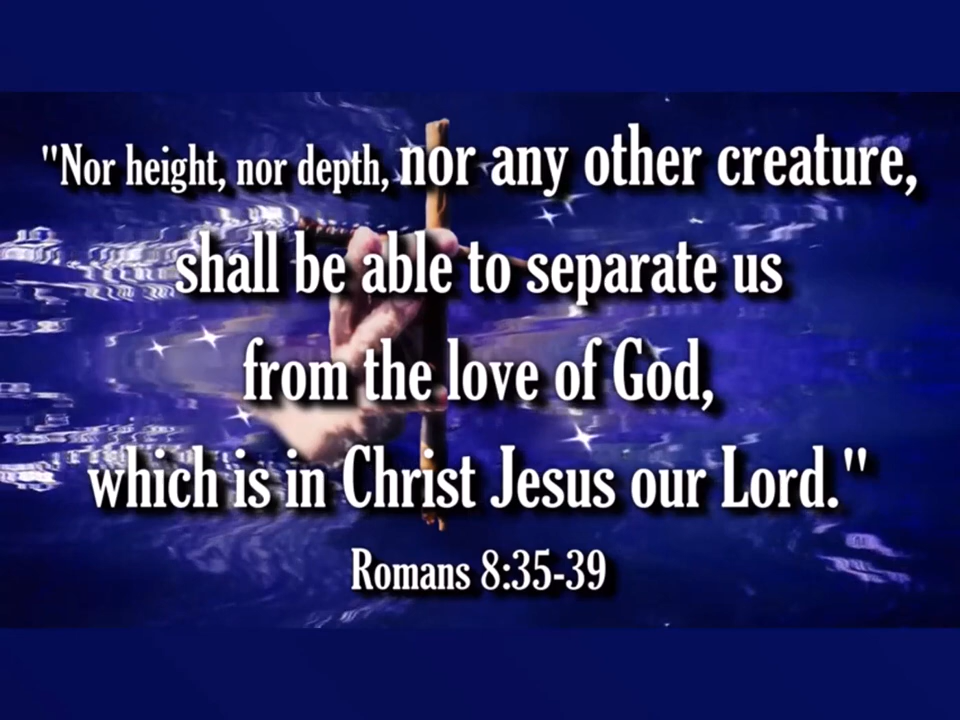 "Nor height, nor depth, nor any other creature,
shall be able to separate us
from the love of God,
which is in Christ Jesus our Lord."
Romans 8:35-39